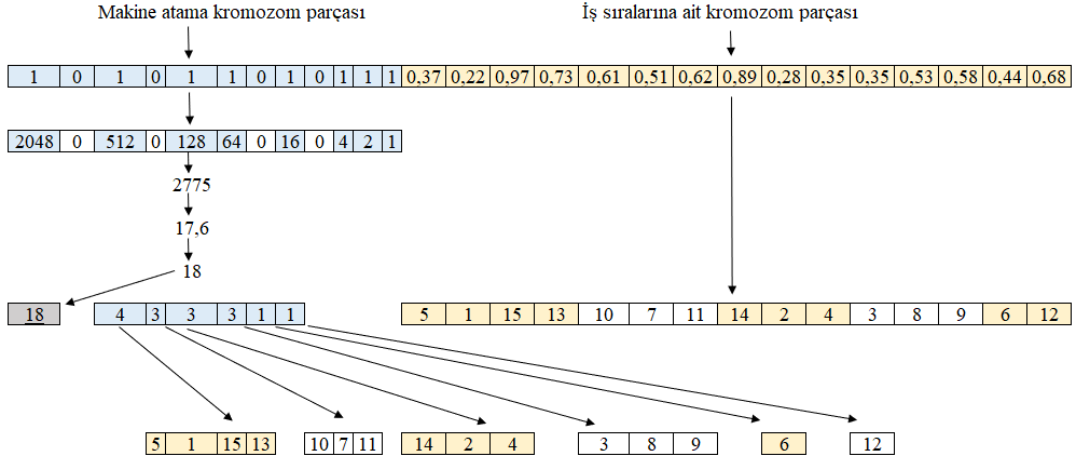 Makine atama kromozom parçası İş sıralarına ait kromozom parçası
1 0 1 0 1 1 0 1 0 1 1 1 0,37 0,22 0,97 0,73 0,61 0,51 0,62 0,89 0,28 0,35 0,35 0,53 0,58 0,44 0,68
2048 0 512 0 128 64 0 16 0 4 2 1
2775
17,6
18
18 4 3 3 3 1 1 5 1 15 13 10 7 11 14 2 4 3 8 9 6 12
5 1 15 13 10 7 11 14 2 4 3 8 9 6 12